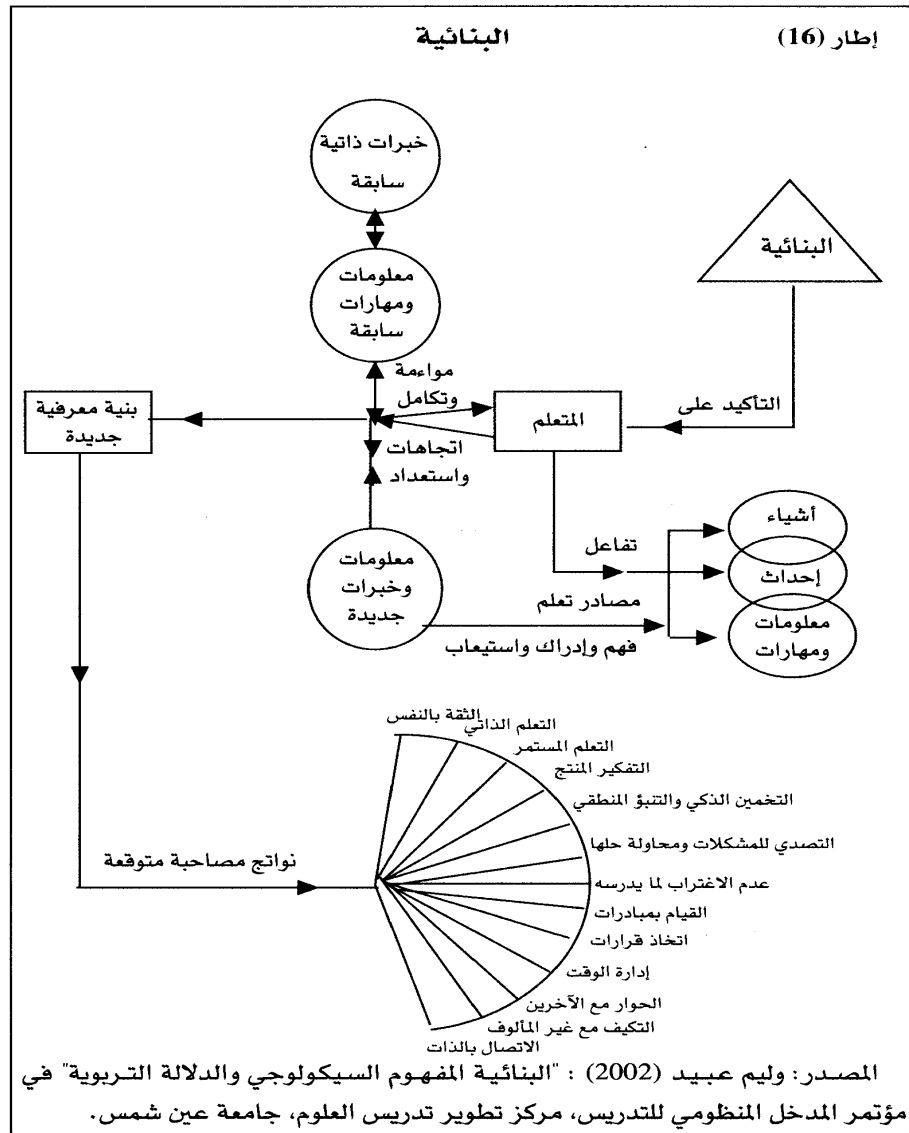 إطار (16)
البنائية
خبرات ذاتية
سابقة
البنائية
معلومات
ومهارات
سابقة
مواءمة
وتكامل
التأكيد على
المتعلم
بنية معرفية
جديدة
اتجاهات
واستعداد
أشياء
تفاعل
إحداث
معلومات
وخبرات
جديدة
مصادر تعلم
معلومات
ومهارات
فهم وإدراك واستيعاب
الثقة بالنفس
التعلم الذاتي
التعلم المستمر
التفكير المنتج
التخمين الذكي والتنبؤ المنطقي
التصدي للمشكلات ومحاولة حلها
نواتج مصاحبة متوقعة
عدم الاغتراب لما يدرسه
القيام بمبادرات
اتخاذ قرارات
إدارة الوقت
الحوار مع الآخرين
التكيف مع غير المألوف
الاتصال بالذات
المصدر: وليم عبيد (2002) : "البنائية المفهوم السيكولوجي والدلالة التربوية" في
مؤتمر المدخل المنظومي للتدريس، مركز تطوير تدريس العلوم، جامعة عين شمس.